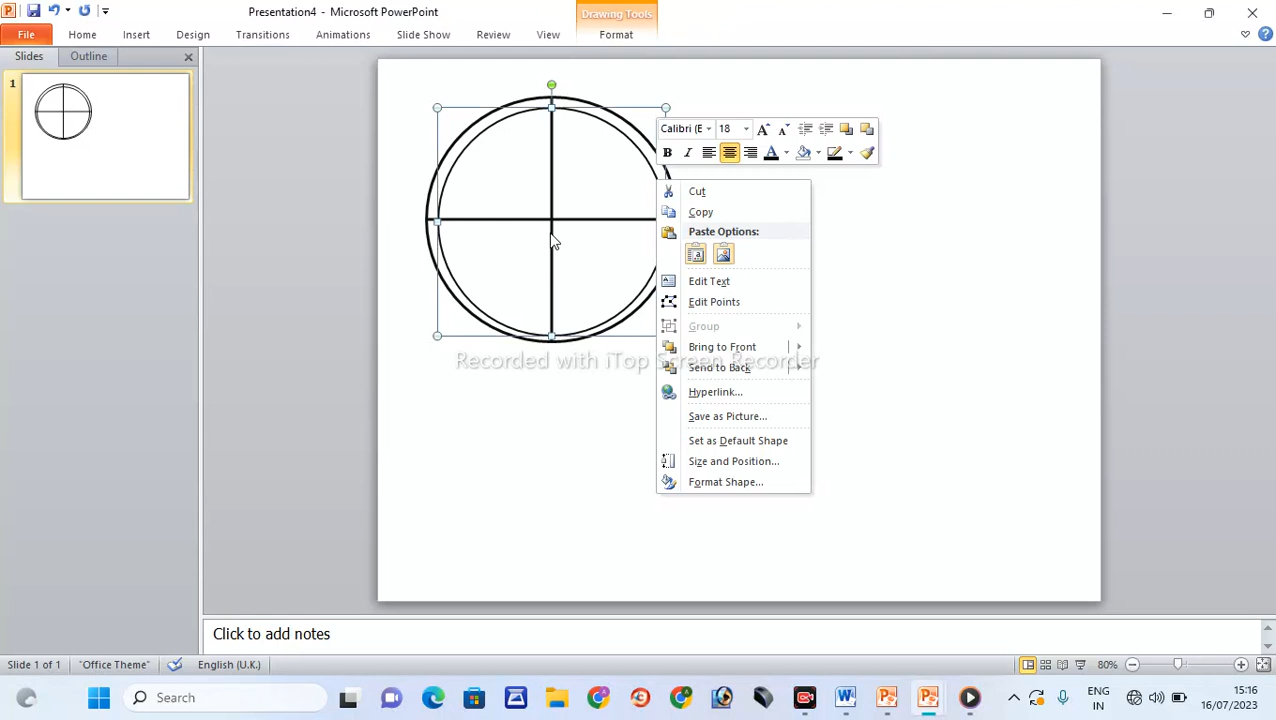 Presentation4 - Microsoft PowerPoint
Drawing Tools
File Home Insert Design Transitions Animations Slide Show Review View Format
Slides Outline
1
Calibri (E 18
B I A
Cut
Copy
Paste Options:
Edit Text
Edit Points
Group
Bring to Front
Send to Back
Hyperlink...
Save as Picture...
Set as Default Shape
Size and Position...
Format Shape...
Recorded with iTop Screen Recorder
Click to add notes
Slide 1 of 1 "Office Theme" English (U.K.) 80%
Search
ENG
IN
15:16
16/07/2023